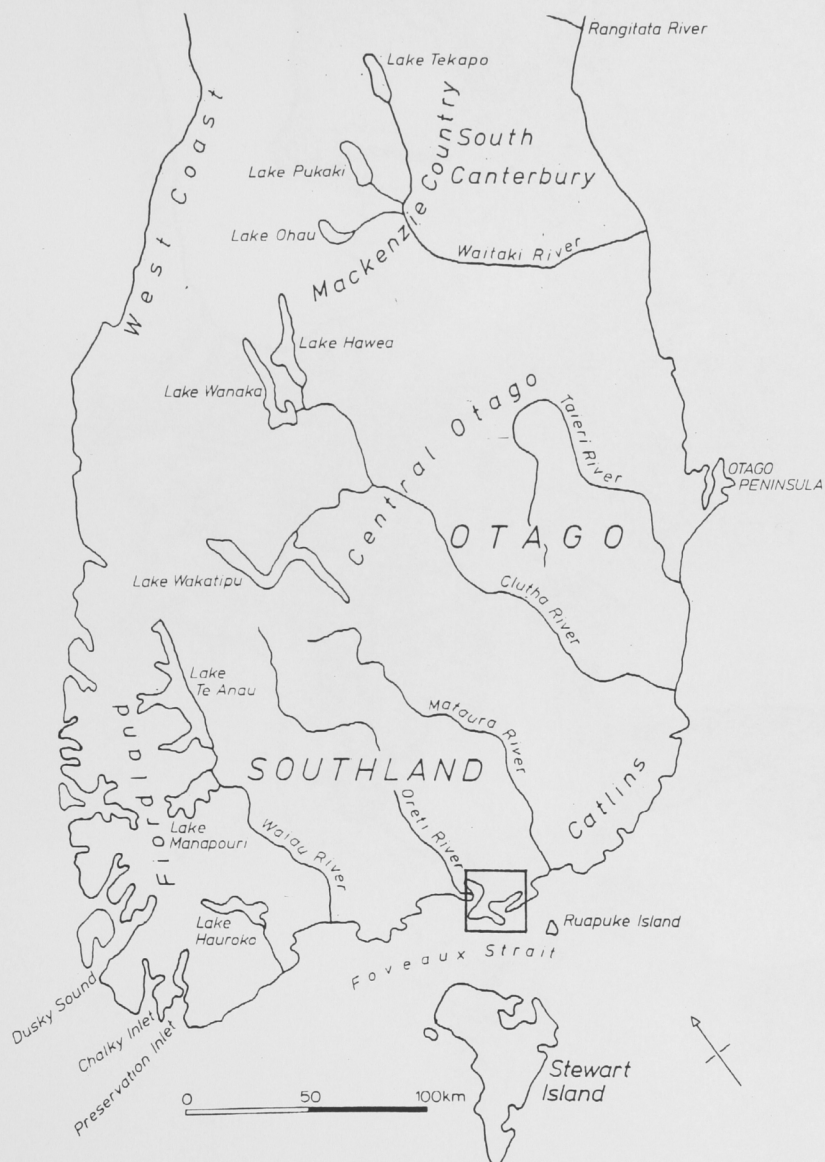 Rangitata River
Lake Tekapo
West Coast
South
Canterbury
Lake Pukaki
Mackenzie Country
Lake Ohau
Waitaki River
Lake Hawea
Lake Wanaka
Central Otago
Taieri River
OTAGO
PENINSULA
OTAGO
Lake Wakatipu
Clutha River
Lake
Te Anau
Mataura River
Fiordland
SOUTHLAND
Catlins
Oreti River
Lake
Manapouri
Waiau River
Lake
Hauroko
Ruapuke Island
Foveaux Strait
Dusky Sound
Chalky Inlet
Preservation Inlet
Stewart
Island
0 50 100km